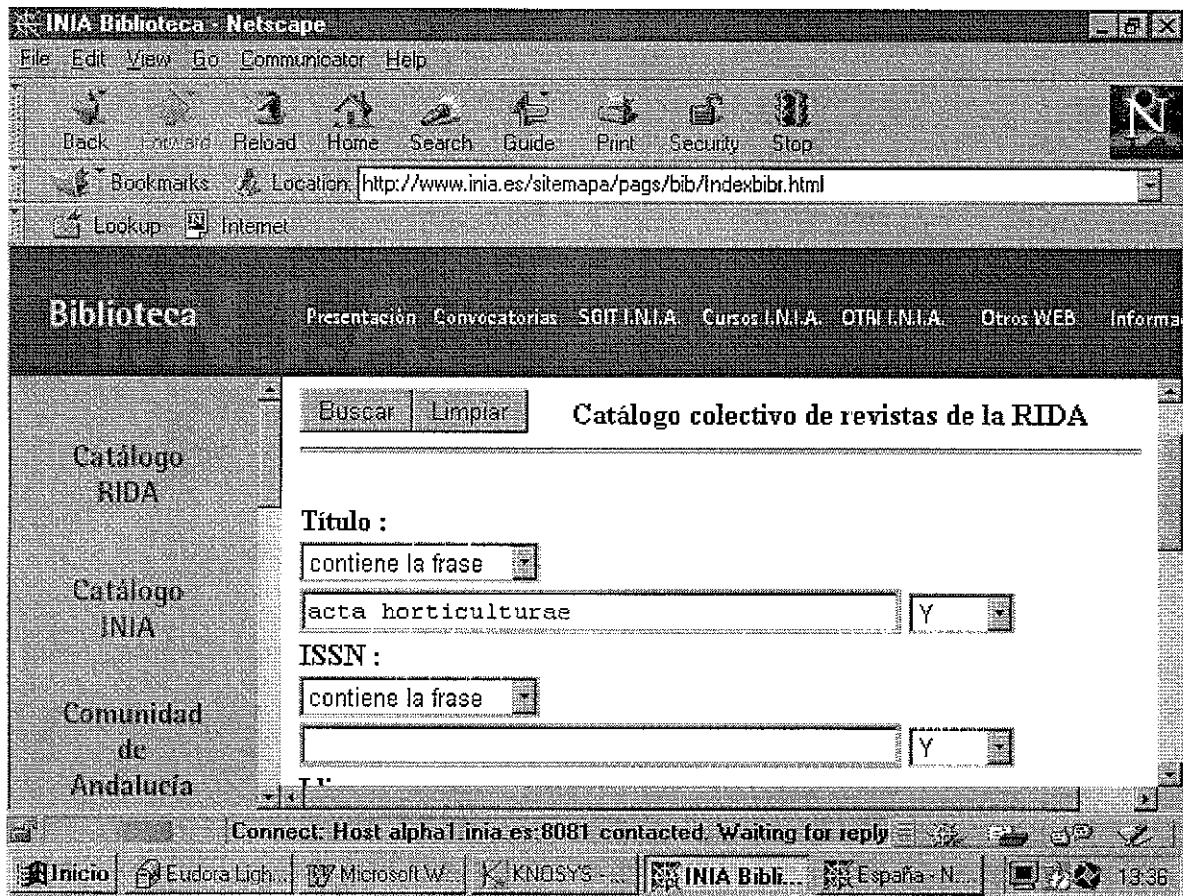 INIA Biblioteca - Netscape
File Edit View Go Communicator Help
Back Forward Reload Home Search Guide Print Security Stop
Bookmarks Location: http://www.inia.es/sitemapa/pags/bib/Indexbibr.html
Lookup Internet
Biblioteca Presentación Convocatorias SGIT I.N.I.A. Cursos I.N.I.A. OTRI I.N.I.A. Otros WEB Informa
Buscar Limpiar Catálogo colectivo de revistas de la RIDA
Catálogo
RIDA
Título :
contiene la frase
acta horticulturae Y
Catálogo
INIA
ISSN :
contiene la frase
Y
Comunidad
de
Andalucía
Connect: Host alpha1.inia.es:8081 contacted. Waiting for reply
Inicio Eudora Ligh... Microsoft W... KNOSYS - ... INIA Bibli... España - N... 19:36